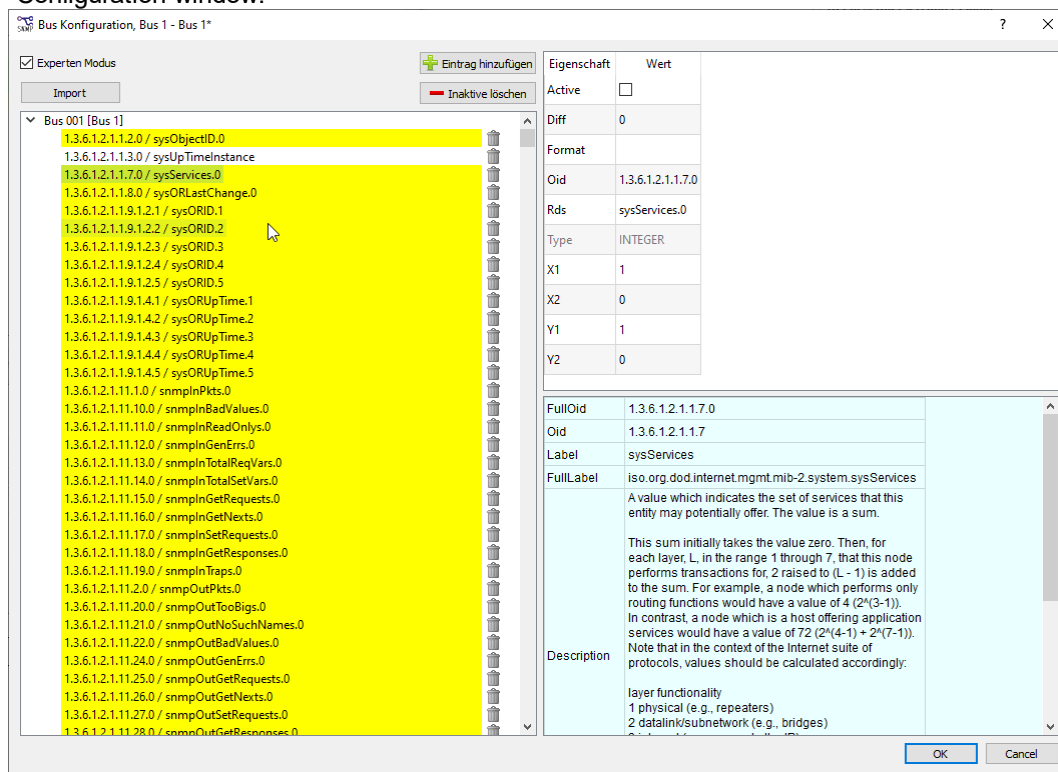 Configuration window.
Bus Konfiguration, Bus 1 - Bus 1*
?
Experten Modus
Eintrag hinzufügen
Import
Inaktive löschen
Bus 001 [Bus 1]
1.3.6.1.2.1.1.2.0 / sysObjectID.0
1.3.6.1.2.1.1.3.0 / sysUpTimeInstance
1.3.6.1.2.1.1.7.0 / sysServices.0
1.3.6.1.2.1.1.8.0 / sysORLastChange.0
1.3.6.1.2.1.1.9.1.2.1 / sysORID.1
1.3.6.1.2.1.1.9.1.2.2 / sysORID.2
1.3.6.1.2.1.1.9.1.2.3 / sysORID.3
1.3.6.1.2.1.1.9.1.2.4 / sysORID.4
1.3.6.1.2.1.1.9.1.2.5 / sysORID.5
1.3.6.1.2.1.1.9.1.4.1 / sysORUpTime.1
1.3.6.1.2.1.1.9.1.4.2 / sysORUpTime.2
1.3.6.1.2.1.1.9.1.4.3 / sysORUpTime.3
1.3.6.1.2.1.1.9.1.4.4 / sysORUpTime.4
1.3.6.1.2.1.1.9.1.4.5 / sysORUpTime.5
1.3.6.1.2.1.11.1.0 / snmpInPkts.0
1.3.6.1.2.1.11.10.0 / snmpInBadValues.0
1.3.6.1.2.1.11.11.0 / snmpInReadOnlys.0
1.3.6.1.2.1.11.12.0 / snmpInGenErrs.0
1.3.6.1.2.1.11.13.0 / snmpInTotalReqVars.0
1.3.6.1.2.1.11.14.0 / snmpInTotalSetVars.0
1.3.6.1.2.1.11.15.0 / snmpInGetRequests.0
1.3.6.1.2.1.11.16.0 / snmpInGetNexts.0
1.3.6.1.2.1.11.17.0 / snmpInSetRequests.0
1.3.6.1.2.1.11.18.0 / snmpInGetResponses.0
1.3.6.1.2.1.11.19.0 / snmpInTraps.0
1.3.6.1.2.1.11.2.0 / snmpOutPkts.0
1.3.6.1.2.1.11.20.0 / snmpOutTooBigs.0
1.3.6.1.2.1.11.21.0 / snmpOutNoSuchNames.0
1.3.6.1.2.1.11.22.0 / snmpOutBadValues.0
1.3.6.1.2.1.11.24.0 / snmpOutGenErrs.0
1.3.6.1.2.1.11.25.0 / snmpOutGetRequests.0
1.3.6.1.2.1.11.26.0 / snmpOutGetNexts.0
1.3.6.1.2.1.11.27.0 / snmpOutSetRequests.0
1.3.6.1.2.1.11.28.0 / snmpOutGetResponses.0
Eigenschaft Wert
Active
Diff 0
Format
Oid 1.3.6.1.2.1.1.7.0
Rds sysServices.0
Type INTEGER
X1 1
X2 0
Y1 1
Y2 0
FullOid 1.3.6.1.2.1.1.7.0
Oid 1.3.6.1.2.1.1.7
Label sysServices
FullLabel iso.org.dod.internet.mgmt.mib-2.system.sysServices
Description
A value which indicates the set of services that this
entity may potentially offer. The value is a sum.
This sum initially takes the value zero. Then, for
each layer, L, in the range 1 through 7, that this node
performs transactions for, 2 raised to (L - 1) is added
to the sum. For example, a node which performs only
routing functions would have a value of 4 (2^(3-1)).
In contrast, a node which is a host offering application
services would have a value of 72 (2^(4-1) + 2^(7-1)).
Note that in the context of the Internet suite of
protocols, values should be calculated accordingly:
layer functionality
1 physical (e.g., repeaters)
2 datalink/subnetwork (e.g., bridges)
OK
Cancel